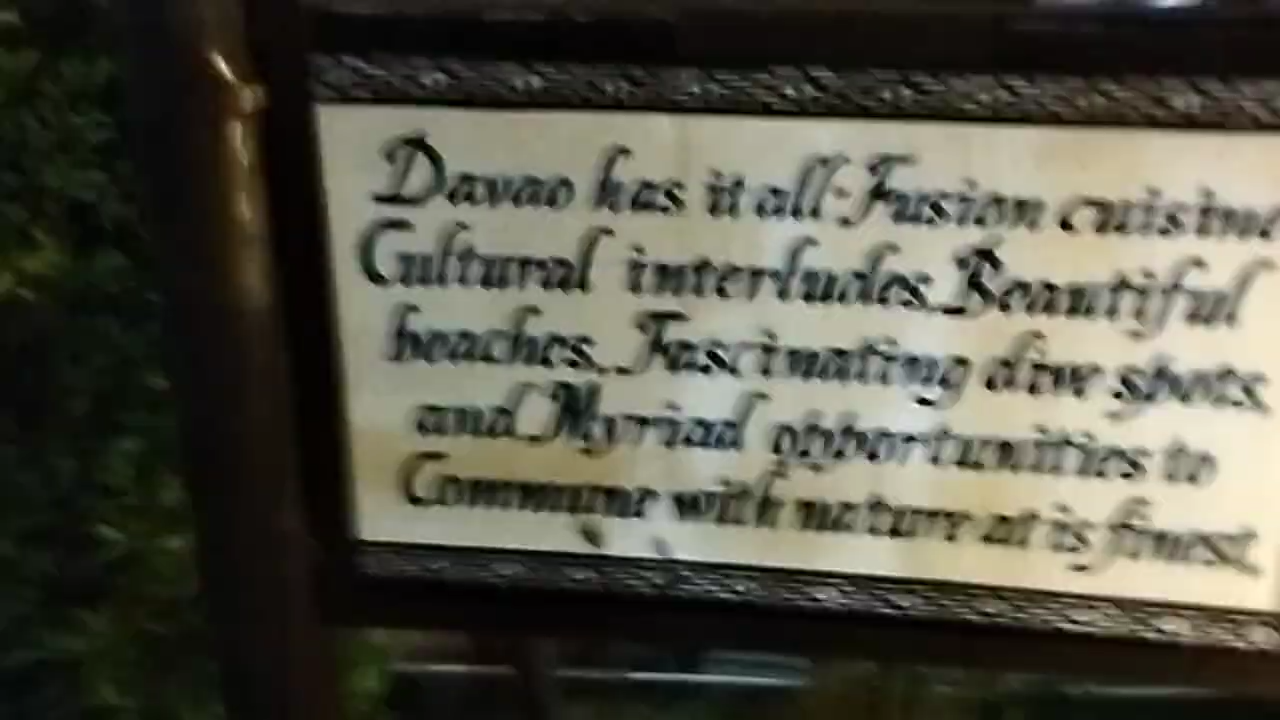 Davao has it all-Fusion cuisine
Cultural interludes, Beautiful
beaches, Fascinating dive spots,
and Myriad opportunities to
Commune with nature at is finest.